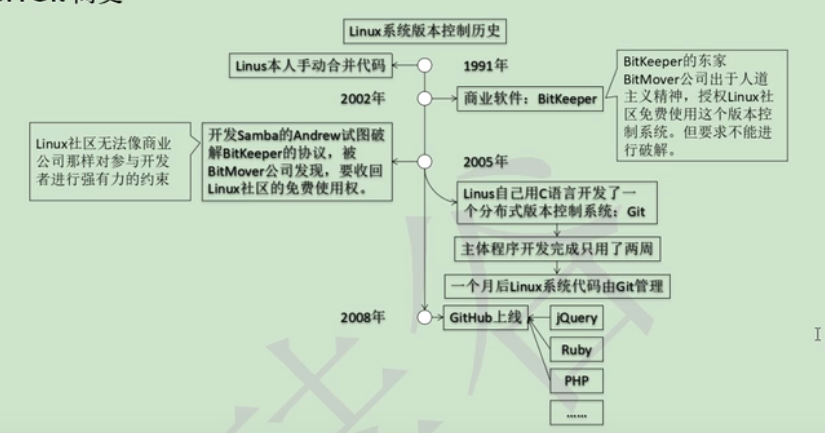 Linux系统版本控制历史
Linus本人手动合并代码
1991年
2002年
商业软件：BitKeeper
BitKeeper的东家
BitMover公司出于人道
主义精神，授权Linux社
区免费使用这个版本控
制系统。但要求不能进
行破解。
Linux社区无法像商业
公司那样对参与开发
者进行强有力的约束
开发Samba的Andrew试图破
解BitKeeper的协议，被
BitMover公司发现，要收回
Linux社区的免费使用权。
2005年
Linus自己用C语言开发了一
个分布式版本控制系统：Git
主体程序开发完成只用了两周
一个月后Linux系统代码由Git管理
2008年
GitHub上线
jQuery
Ruby
PHP
……